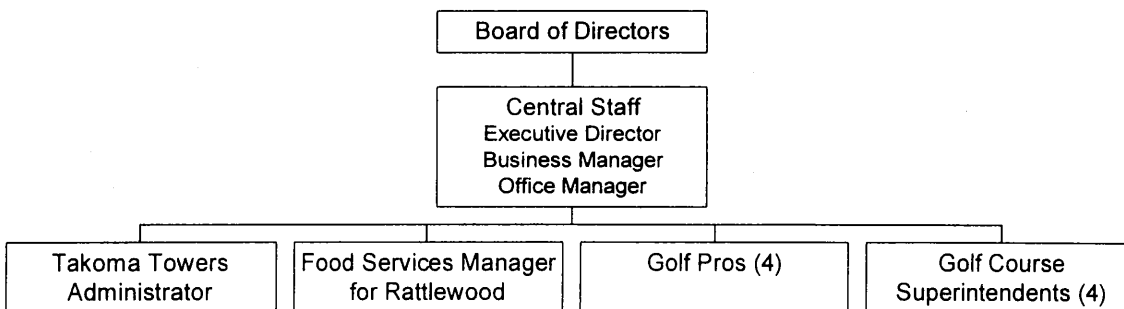 Board of Directors
Central Staff
Executive Director
Business Manager
Office Manager
Takoma Towers
Administrator
Food Services Manager
for Rattlewood
Golf Pros (4)
Golf Course
Superintendents (4)